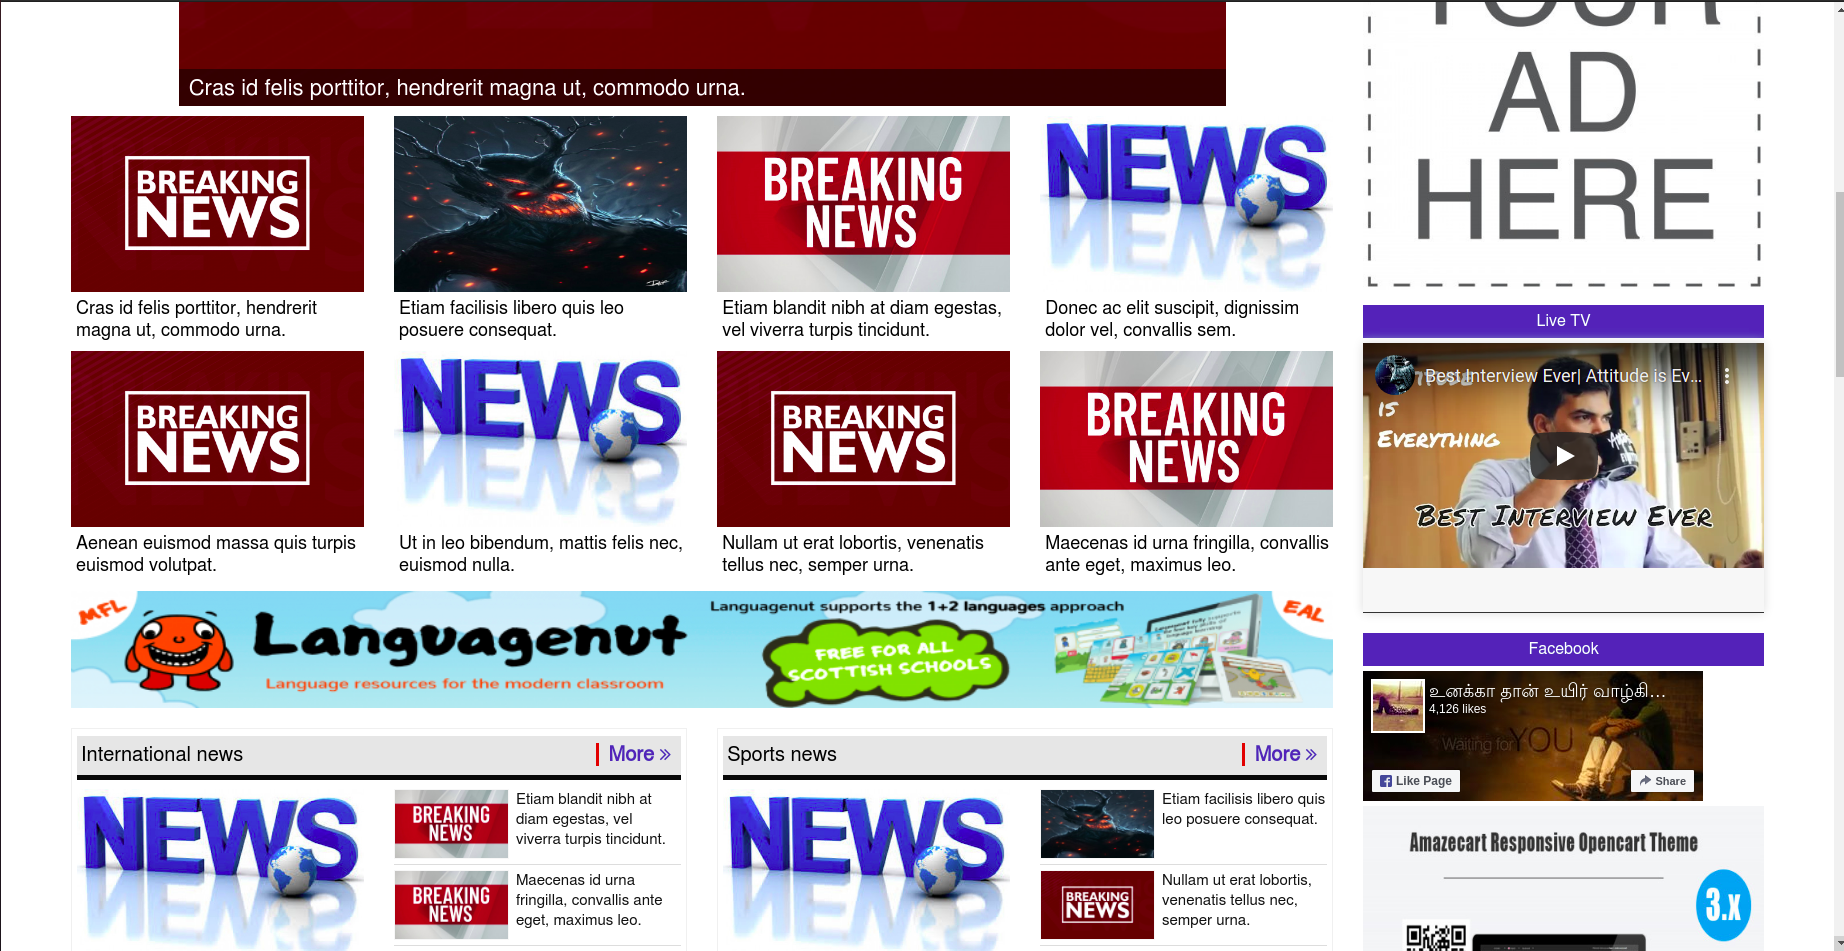 Cras id felis porttitor, hendrerit magna ut, commodo urna.
BREAKING
NEWS
Cras id felis porttitor, hendrerit
magna ut, commodo urna.
Etiam facilisis libero quis leo
posuere consequat.
BREAKING
NEWS
Etiam blandit nibh at diam egestas,
vel viverra turpis tincidunt.
NEWS
Donec ac elit suscipit, dignissim
dolor vel, convallis sem.
BREAKING
NEWS
Aenean euismod massa quis turpis
euismod volutpat.
NEWS
Ut in leo bibendum, mattis felis nec,
euismod nulla.
BREAKING
NEWS
Nullam ut erat lobortis, venenatis
tellus nec, semper urna.
BREAKING
NEWS
Maecenas id urna fringilla, convallis
ante eget, maximus leo.
MFL
Languagenut
Language resources for the modern classroom
Languagenut supports the 1+2 languages approach
FREE FOR ALL
SCOTTISH SCHOOLS
EAL
International news
More »
NEWS
BREAKING
NEWS
Etiam blandit nibh at
diam egestas, vel
viverra turpis tincidunt.
BREAKING
NEWS
Maecenas id urna
fringilla, convallis ante
eget, maximus leo.
Sports news
More »
NEWS
Etiam facilisis libero quis
leo posuere consequat.
BREAKING
NEWS
Nullam ut erat lobortis,
venenatis tellus nec,
semper urna.
YOUR
AD
HERE
Live TV
Best Interview Ever| Attitude is Ev...
is
Everything
Best Interview Ever
Facebook
உனக்கா தான் உயிர் வாழ்கி...
4,126 likes
Waiting for YOU
Like Page
Share
Amazecart Responsive Opencart Theme
3.x